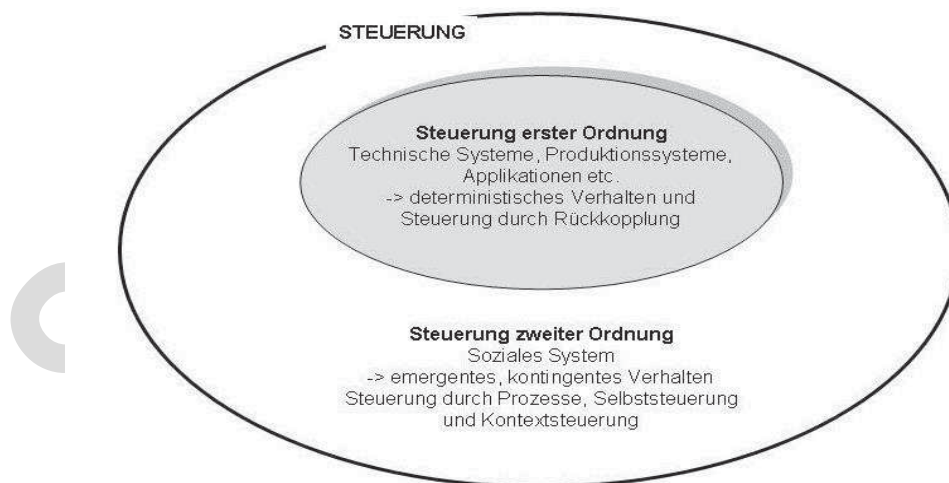 STEUERUNG
Steuerung erster Ordnung
Technische Systeme, Produktionssysteme,
Applikationen etc.
-> deterministisches Verhalten und
Steuerung durch Rückkopplung
Steuerung zweiter Ordnung
Soziales System
-> emergentes, kontingentes Verhalten
Steuerung durch Prozesse, Selbststeuerung
und Kontextsteuerung